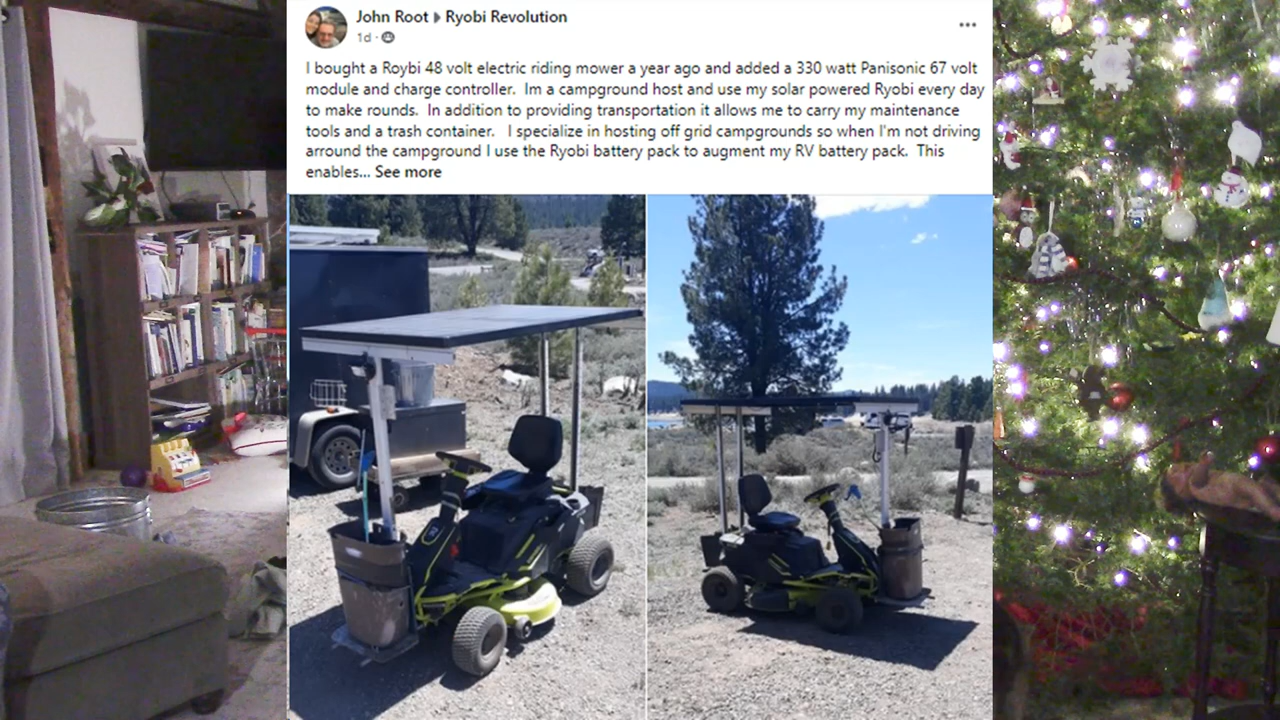 John Root ▸ Ryobi Revolution
1d ·
I bought a Roybi 48 volt electric riding mower a year ago and added a 330 watt Panisonic 67 volt
module and charge controller.  Im a campground host and use my solar powered Ryobi every day
to make rounds.  In addition to providing transportation it allows me to carry my maintenance
tools and a trash container.   I specialize in hosting off grid campgrounds so when I'm not driving
arround the campground I use the Ryobi battery pack to augment my RV battery pack.  This
enables... See more